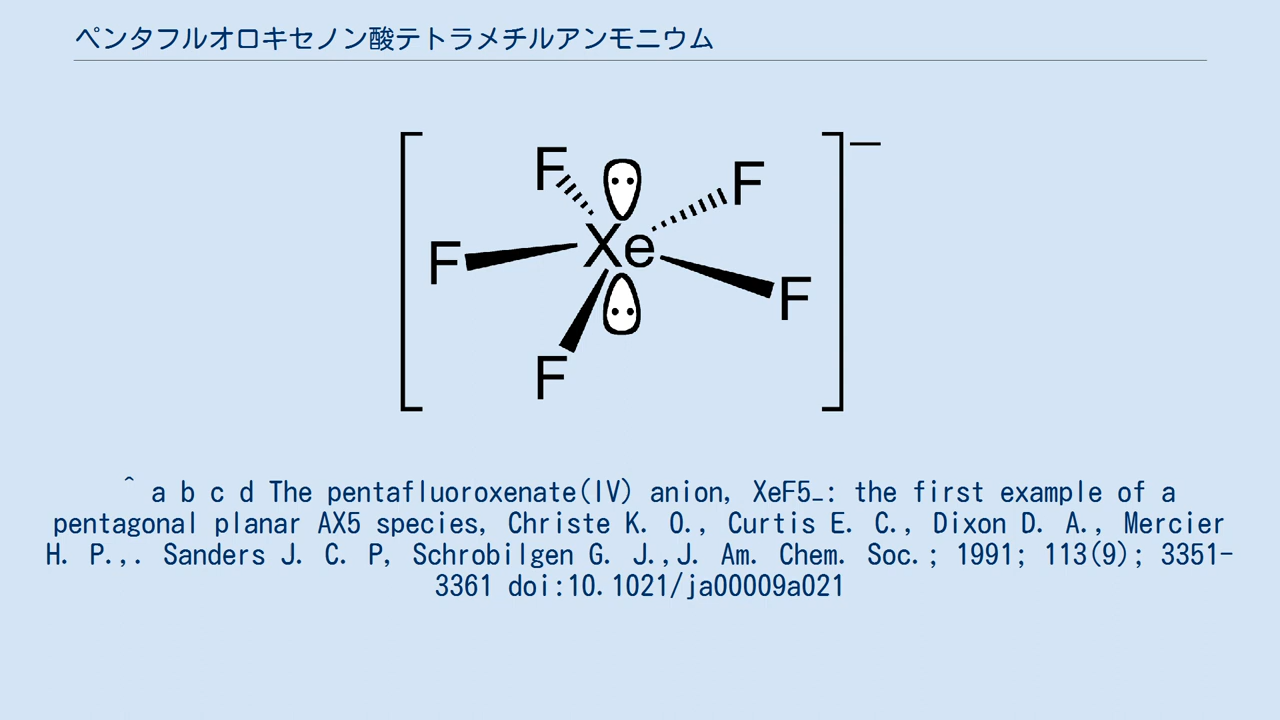 ペンタフルオロキセノン酸テトラメチルアンモニウム
F
F
Xe
F
F
F
−
^ a b c d The pentafluoroxenate(IV) anion, XeF5−: the first example of a
pentagonal planar AX5 species, Christe K. O., Curtis E. C., Dixon D. A., Mercier
H. P.,. Sanders J. C. P, Schrobilgen G. J.,J. Am. Chem. Soc.; 1991; 113(9); 3351-
3361 doi:10.1021/ja00009a021